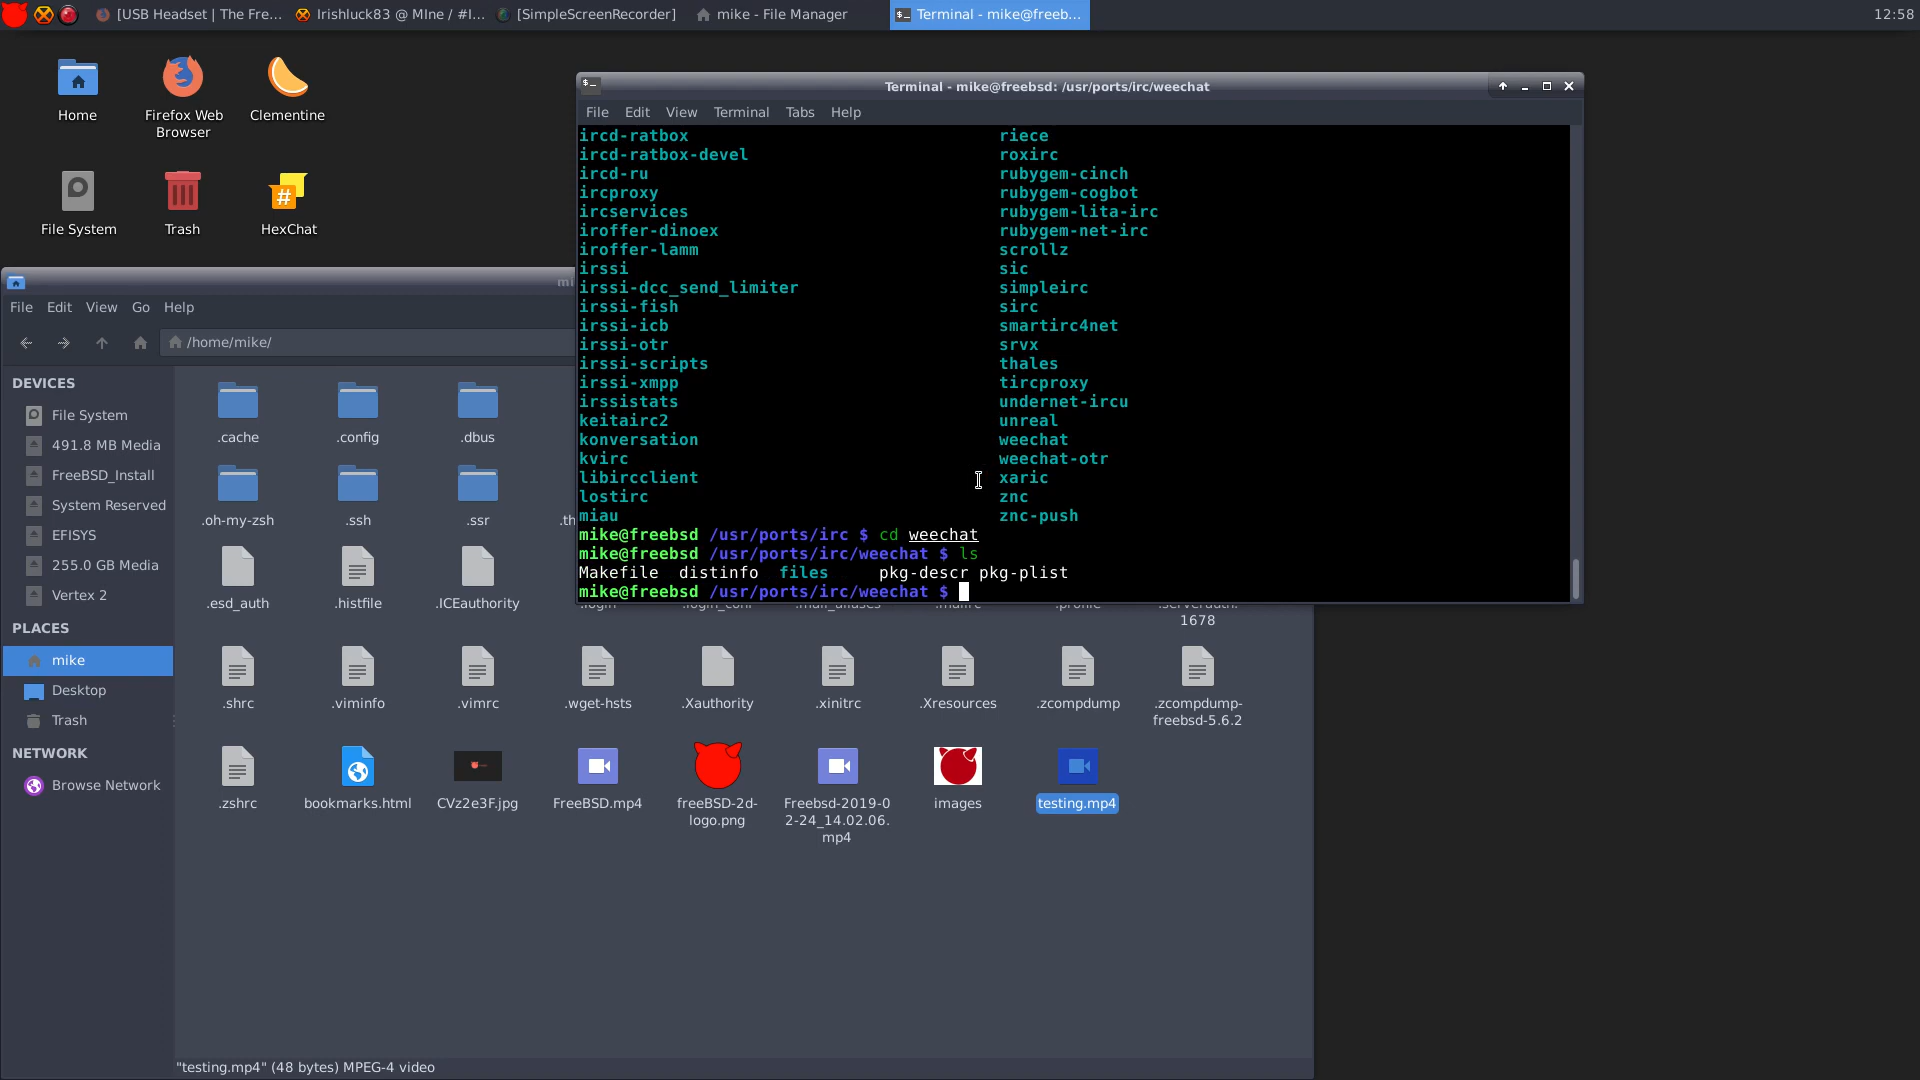 [USB Headset | The Fre...
Irishluck83 @ MIne / #I...
[SimpleScreenRecorder]
mike - File Manager
Terminal - mike@freeb...
12:58
Home
Firefox Web
Browser
Clementine
File System
Trash
HexChat
Terminal - mike@freebsd: /usr/ports/irc/weechat
File Edit View Terminal Tabs Help
ircd-ratbox riece
ircd-ratbox-devel roxirc
ircd-ru rubygem-cinch
ircproxy rubygem-cogbot
ircservices rubygem-lita-irc
iroffer-dinoex rubygem-net-irc
iroffer-lamm scrollz
irssi sic
irssi-dcc_send_limiter simpleirc
irssi-fish sirc
irssi-icb smartirc4net
irssi-otr srvx
irssi-scripts thales
irssi-xmpp tircproxy
irssistats undernet-ircu
keitairc2 unreal
konversation weechat
kvirc weechat-otr
libircclient xaric
lostirc znc
miau znc-push
mike@freebsd /usr/ports/irc $ cd weechat
mike@freebsd /usr/ports/irc/weechat $ ls
Makefile distinfo files pkg-descr pkg-plist
mike@freebsd /usr/ports/irc/weechat $
File Edit View Go Help
/home/mike/
DEVICES
File System
491.8 MB Media
FreeBSD_Install
System Reserved
EFISYS
255.0 GB Media
Vertex 2
PLACES
mike
Desktop
Trash
NETWORK
Browse Network
.cache
.config
.dbus
.oh-my-zsh
.ssh
.ssr
.th
.esd_auth
.histfile
.ICEauthority
.login
.login_conf
.mail_aliases
.mailrc
.profile
.serverauth.
1678
.shrc
.viminfo
.vimrc
.wget-hsts
.Xauthority
.xinitrc
.Xresources
.zcompdump
.zcompdump-
freebsd-5.6.2
.zshrc
bookmarks.html
CVz2e3F.jpg
FreeBSD.mp4
freeBSD-2d-
logo.png
Freebsd-2019-0
2-24_14.02.06.
mp4
images
testing.mp4
"testing.mp4" (48 bytes) MPEG-4 video